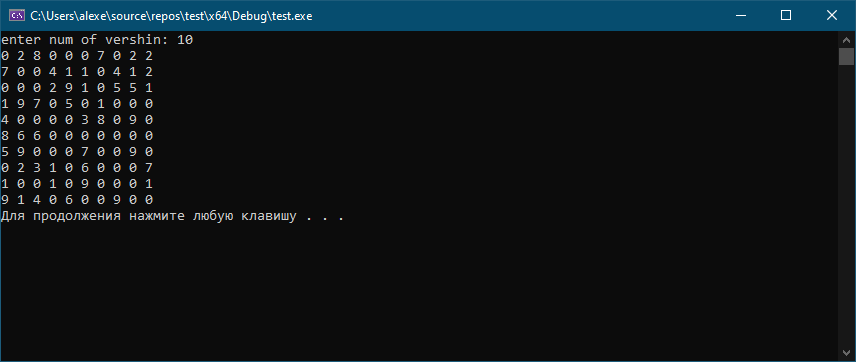 C:\Users\alexe\source\repos\test\x64\Debug\test.exe
enter num of vershin: 10
0 2 8 0 0 0 7 0 2 2
7 0 0 4 1 1 0 4 1 2
0 0 0 2 9 1 0 5 5 1
1 9 7 0 5 0 1 0 0 0
4 0 0 0 0 3 8 0 9 0
8 6 6 0 0 0 0 0 0 0
5 9 0 0 0 7 0 0 9 0
0 2 3 1 0 6 0 0 0 7
1 0 0 1 0 9 0 0 0 1
9 1 4 0 6 0 0 9 0 0
Для продолжения нажмите любую клавишу . . .